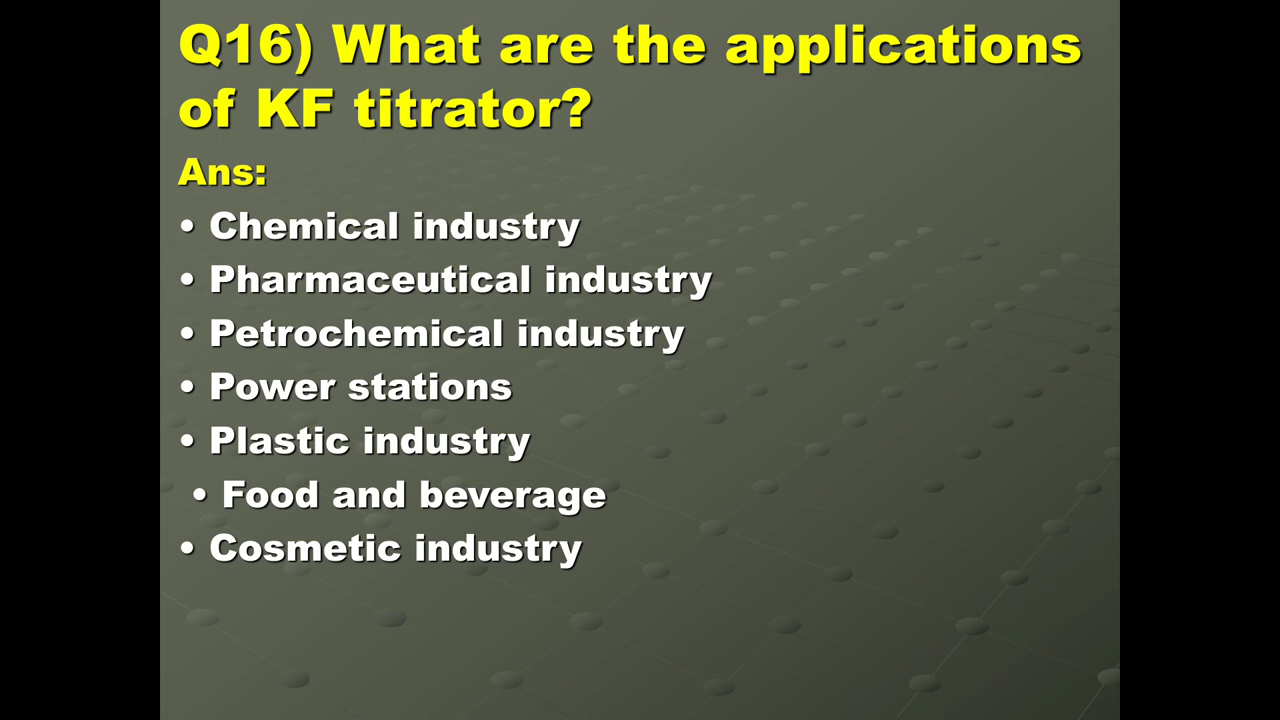 Q16) What are the applications
of KF titrator?
Ans:
• Chemical industry
• Pharmaceutical industry
• Petrochemical industry
• Power stations
• Plastic industry
• Food and beverage
• Cosmetic industry